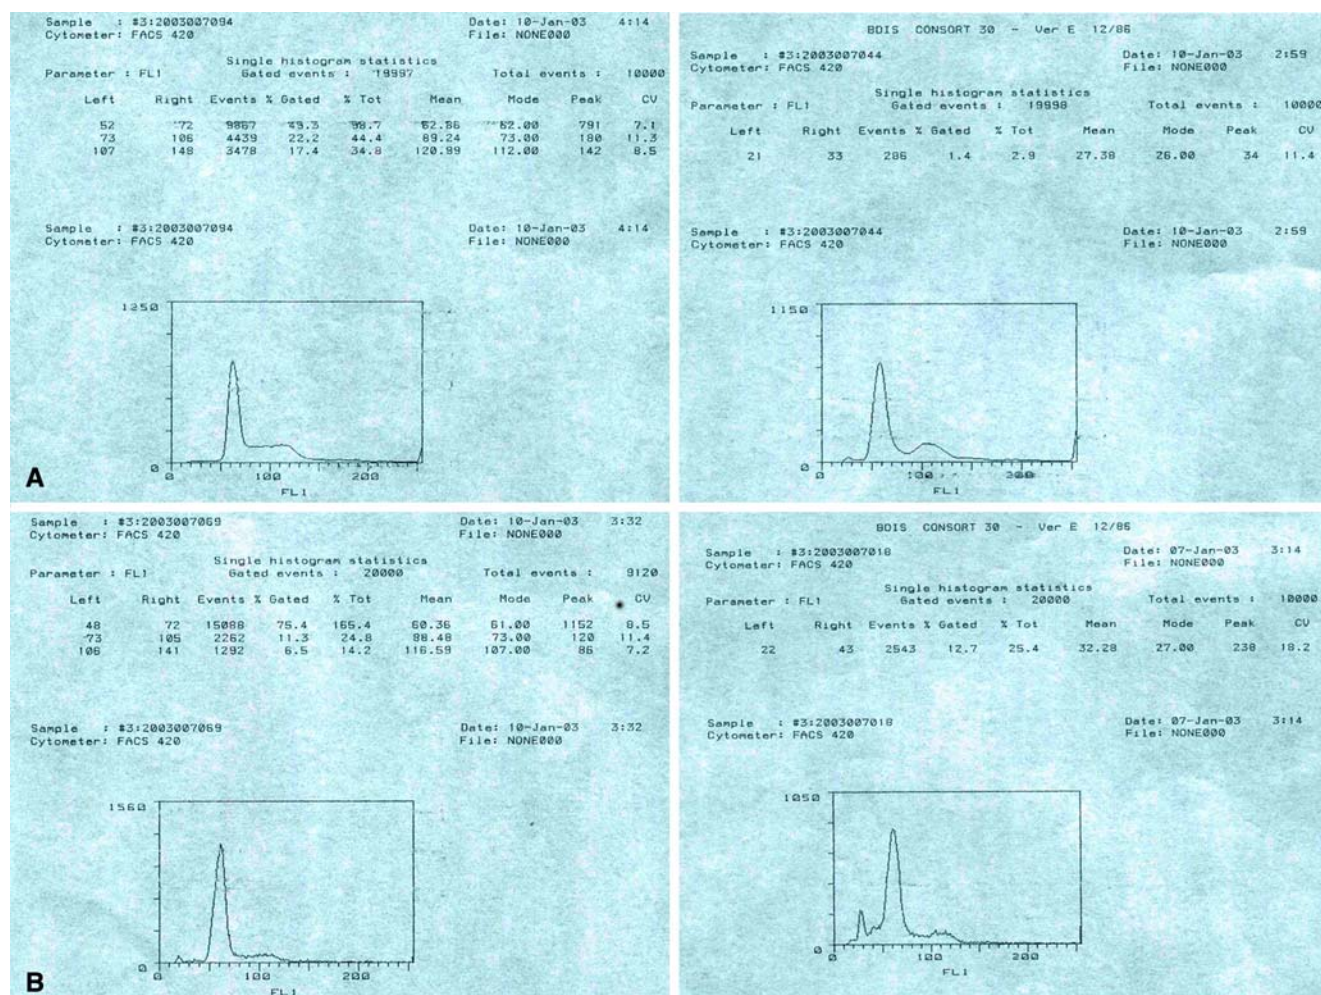 Sample : #3:2003007094 Date: 10-Jan-03 4:14
Cytometer: FACS 420 File: NONE000
Single histogram statistics
Parameter : FL1 Gated events : 19997 Total events : 10000
Left Right Events % Gated % Tot Mean Mode Peak CV
52 72 9867 49.3 98.7 62.86 62.00 791 7.1
73 106 4439 22.2 44.4 89.24 73.00 180 11.3
107 148 3478 17.4 34.8 120.99 112.00 142 8.5
Sample : #3:2003007094 Date: 10-Jan-03 4:14
Cytometer: FACS 420 File: NONE000
1250
0
0 100 200
FL1
A
BDIS CONSORT 30 - Ver E 12/86
Sample : #3:2003007044 Date: 10-Jan-03 2:59
Cytometer: FACS 420 File: NONE000
Single histogram statistics
Parameter : FL1 Gated events : 19998 Total events : 10000
Left Right Events % Gated % Tot Mean Mode Peak CV
21 33 286 1.4 2.9 27.38 26.00 34 11.4
Sample : #3:2003007044 Date: 10-Jan-03 2:59
Cytometer: FACS 420 File: NONE000
1150
0
0 100
FL1
Sample : #3:2003007069 Date: 10-Jan-03 3:32
Cytometer: FACS 420 File: NONE000
Single histogram statistics
Parameter : FL1 Gated events : 20000 Total events : 9120
Left Right Events % Gated % Tot Mean Mode Peak CV
48 72 15088 75.4 165.4 60.36 61.00 1152 8.5
73 105 2262 11.3 24.8 88.48 73.00 120 11.4
106 141 1292 6.5 14.2 116.59 107.00 86 7.2
Sample : #3:2003007069 Date: 10-Jan-03 3:32
Cytometer: FACS 420 File: NONE000
1560
0
0 100 200
FL1
B
BDIS CONSORT 30 - Ver E 12/86
Sample : #3:2003007018 Date: 07-Jan-03 3:14
Cytometer: FACS 420 File: NONE000
Single histogram statistics
Parameter : FL1 Gated events : 20000 Total events : 10000
Left Right Events % Gated % Tot Mean Mode Peak CV
22 43 2543 12.7 25.4 32.28 27.00 238 18.2
Sample : #3:2003007018 Date: 07-Jan-03 3:14
Cytometer: FACS 420 File: NONE000
1050
0
0 100 200
FL1